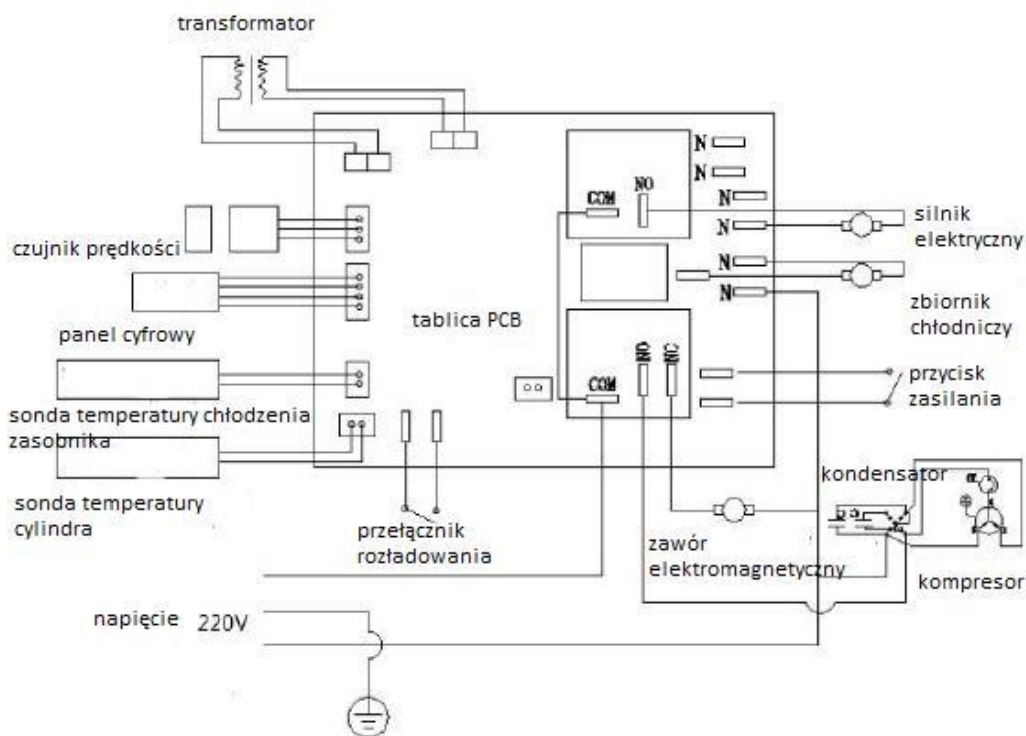 transformator
N
N
NO
COM
N
N
silnik
elektryczny
czujnik prędkości
N
N
zbiornik
chłodniczy
panel cyfrowy
tablica PCB
NO
NC
COM
przycisk
zasilania
sonda temperatury chłodzenia
zasobnika
sonda temperatury
cylindra
przełącznik
rozładowania
kondensator
zawór
elektromagnetyczny
kompresor
napięcie 220V